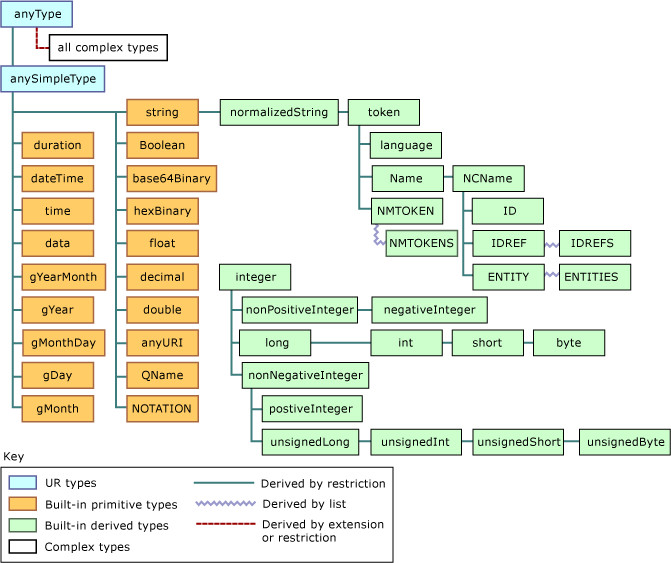 anyType
all complex types
anySimpleType
string normalizedString token
duration Boolean language
dateTime base64Binary Name NCName
time hexBinary NMTOKEN ID
data float NMTOKENS IDREF IDREFS
gYearMonth decimal integer ENTITY ENTITIES
gYear double nonPositiveInteger negativeInteger
gMonthDay anyURI long int short byte
gDay QName nonNegativeInteger
gMonth NOTATION postiveInteger
unsignedLong unsignedInt unsignedShort unsignedByte
Key
UR types Derived by restriction
Built-in primitive types Derived by list
Built-in derived types Derived by extension
or restriction
Complex types